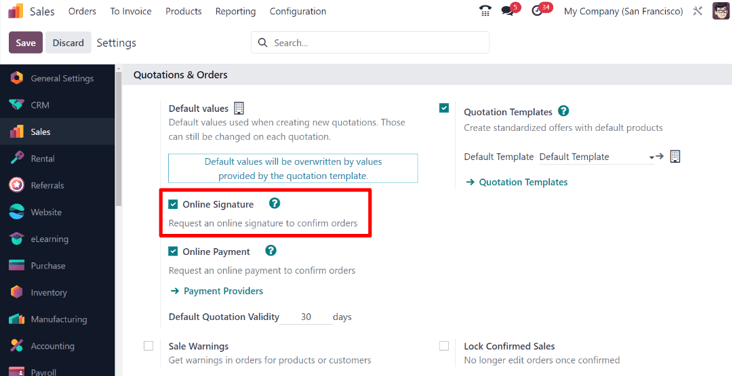 Sales Orders To Invoice Products Reporting Configuration 5 34 My Company (San Francisco)
Save Discard Settings Search...
General Settings
CRM
Sales
Rental
Referrals
Website
eLearning
Purchase
Inventory
Manufacturing
Accounting
Payroll
Quotations & Orders
Default values
Default values used when creating new quotations. Those
can still be changed on each quotation.
Default values will be overwritten by values
provided by the quotation template.
Online Signature ?
Request an online signature to confirm orders
Online Payment ?
Request an online payment to confirm orders
→ Payment Providers
Default Quotation Validity 30 days
Quotation Templates ?
Create standardized offers with default products
Default Template Default Template
→ Quotation Templates
Sale Warnings
Get warnings in orders for products or customers
Lock Confirmed Sales
No longer edit orders once confirmed